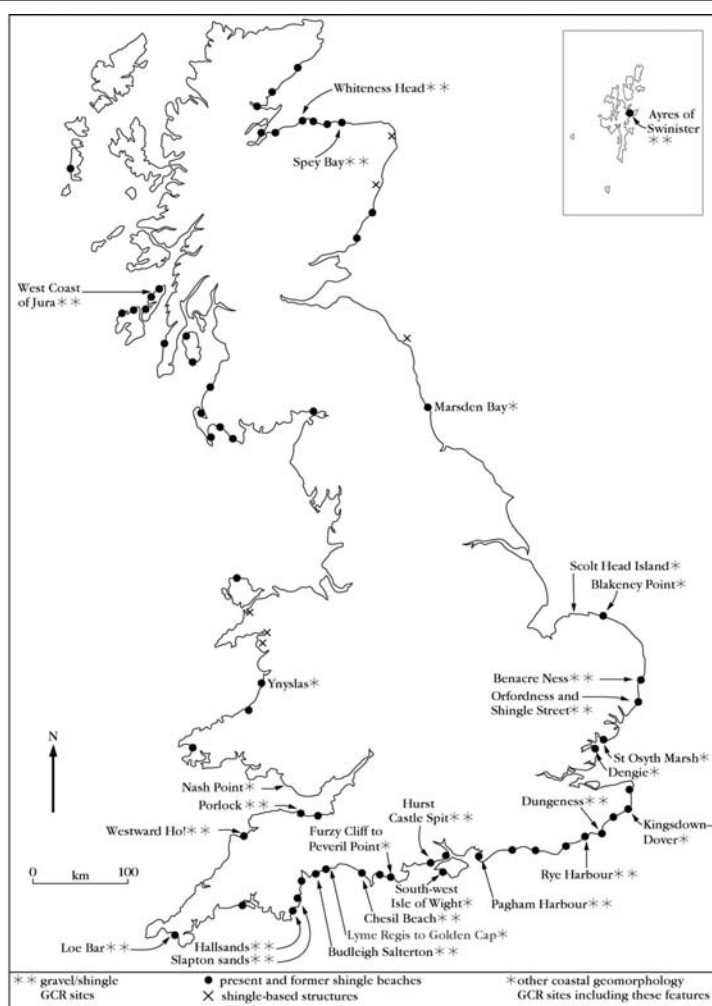 Whiteness Head**
Ayres of
Swinister
**
Spey Bay**
West Coast
of Jura**
Marsden Bay*
Scolt Head Island*
Blakeney Point*
Benacre Ness**
Ynyslas*
Orfordness and
Shingle Street**
N
St Osyth Marsh*
Dengie*
Nash Point*
Porlock**
Hurst
Castle Spit**
Dungeness**
Westward Ho!**
Furzy Cliff to
Peveril Point*
Kingsdown–
Dover*
0 km 100
Rye Harbour**
South-west
Isle of Wight*
Pagham Harbour**
Chesil Beach**
Lyme Regis to Golden Cap*
Loe Bar**
Hallsands**
Slapton sands**
Budleigh Salterton**
** gravel/shingle
GCR sites
● present and former shingle beaches
× shingle-based structures
*other coastal geomorphology
GCR sites including these features